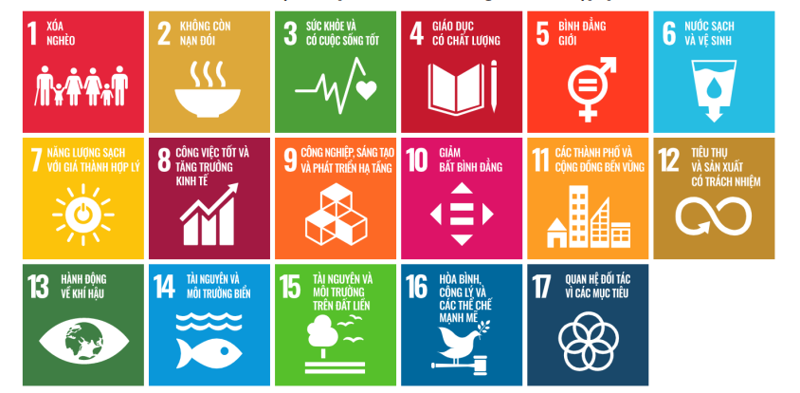 1 XÓA
NGHÈO
2 KHÔNG CÒN
NẠN ĐÓI
3 SỨC KHỎE VÀ
CÓ CUỘC SỐNG TỐT
4 GIÁO DỤC
CÓ CHẤT LƯỢNG
5 BÌNH ĐẲNG
GIỚI
6 NƯỚC SẠCH
VÀ VỆ SINH
7 NĂNG LƯỢNG SẠCH
VỚI GIÁ THÀNH HỢP LÝ
8 CÔNG VIỆC TỐT VÀ
TĂNG TRƯỞNG
KINH TẾ
9 CÔNG NGHIỆP, SÁNG TẠO
VÀ PHÁT TRIỂN HẠ TẦNG
10 GIẢM
BẤT BÌNH ĐẲNG
11 CÁC THÀNH PHỐ VÀ
CỘNG ĐỒNG BỀN VỮNG
12 TIÊU THỤ
VÀ SẢN XUẤT
CÓ TRÁCH NHIỆM
13 HÀNH ĐỘNG
VỀ KHÍ HẬU
14 TÀI NGUYÊN VÀ
MÔI TRƯỜNG BIỂN
15 TÀI NGUYÊN VÀ
MÔI TRƯỜNG
TRÊN ĐẤT LIỀN
16 HÒA BÌNH,
CÔNG LÝ VÀ
CÁC THỂ CHẾ
MẠNH MẼ
17 QUAN HỆ ĐỐI TÁC
VÌ CÁC MỤC TIÊU